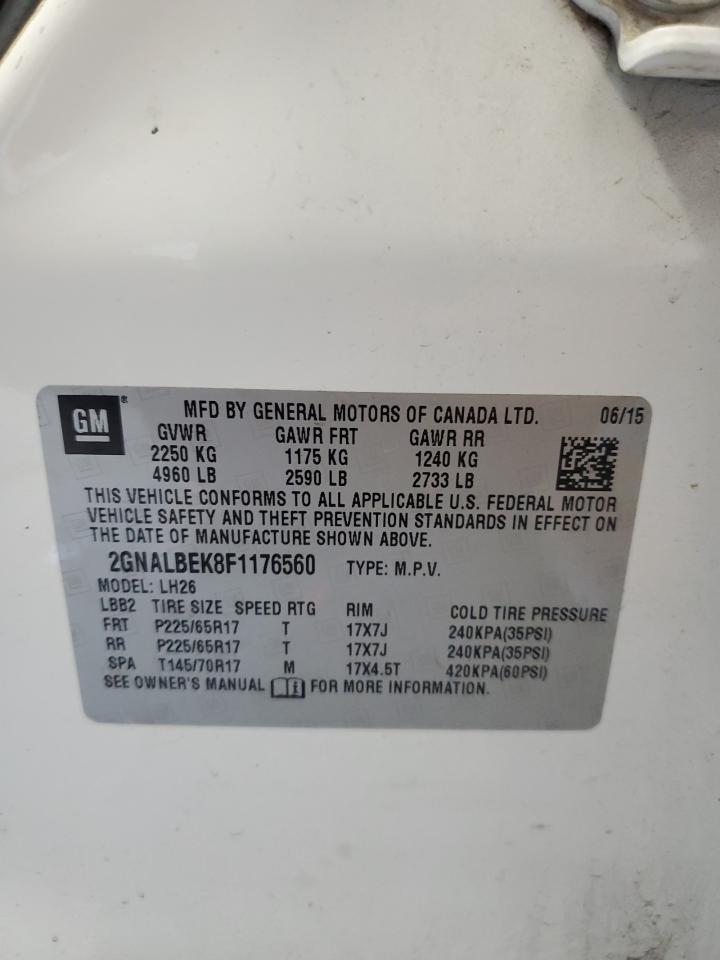 GM ®
MFD BY GENERAL MOTORS OF CANADA LTD. 06/15
GVWR GAWR FRT GAWR RR
2250 KG 1175 KG 1240 KG
4960 LB 2590 LB 2733 LB
THIS VEHICLE CONFORMS TO ALL APPLICABLE U.S. FEDERAL MOTOR
VEHICLE SAFETY AND THEFT PREVENTION STANDARDS IN EFFECT ON
THE DATE OF MANUFACTURE SHOWN ABOVE.
2GNALBEK8F1176560 TYPE: M.P.V.
MODEL: LH26
LBB2 TIRE SIZE SPEED RTG RIM COLD TIRE PRESSURE
FRT P225/65R17 T 17X7J 240KPA(35PSI)
RR P225/65R17 T 17X7J 240KPA(35PSI)
SPA T145/70R17 M 17X4.5T 420KPA(60PSI)
SEE OWNER'S MANUAL i FOR MORE INFORMATION.